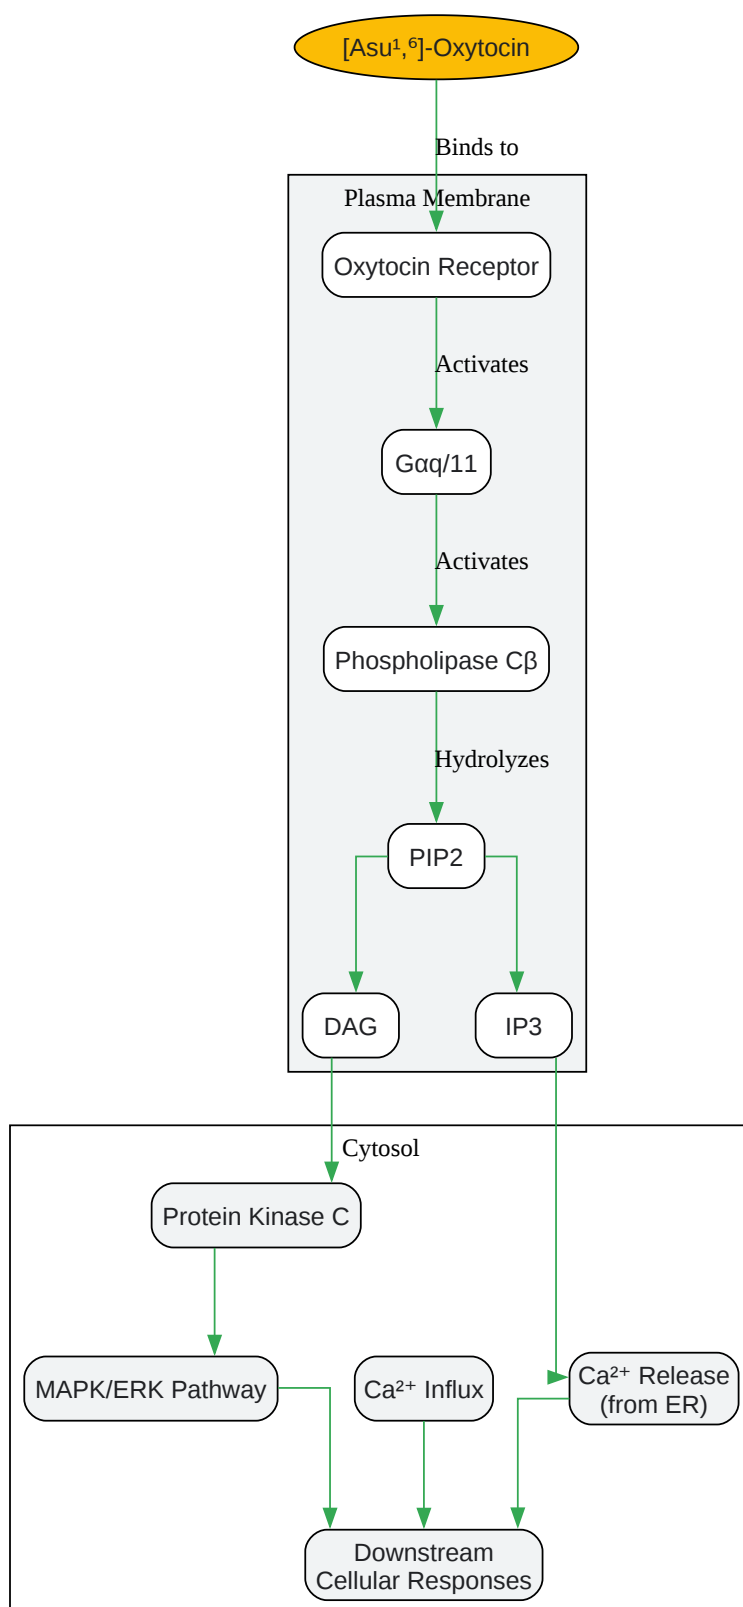 [Asu¹,⁶]-Oxytocin
Binds to
Plasma Membrane
Oxytocin Receptor
Activates
Gαq/11
Activates
Phospholipase Cβ
Hydrolyzes
PIP2
DAG
IP3
Cytosol
Protein Kinase C
MAPK/ERK Pathway
Ca²⁺ Influx
Ca²⁺ Release
(from ER)
Downstream
Cellular Responses